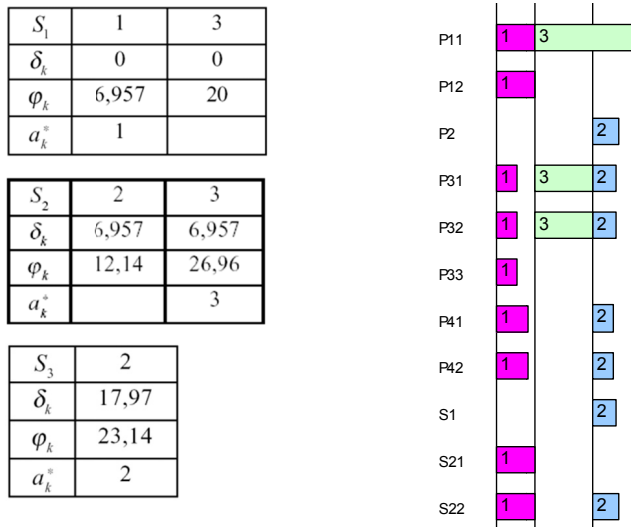 S₁ 1 3
δₖ 0 0
φₖ 6,957 20
aₖ* 1
S₂ 2 3
δₖ 6,957 6,957
φₖ 12,14 26,96
aₖ* 3
S₃ 2
δₖ 17,97
φₖ 23,14
aₖ* 2
P11 1 3
P12 1
P2 2
P31 1 3 2
P32 1 3 2
P33 1
P41 1 2
P42 1 2
S1 2
S21 1
S22 1 2